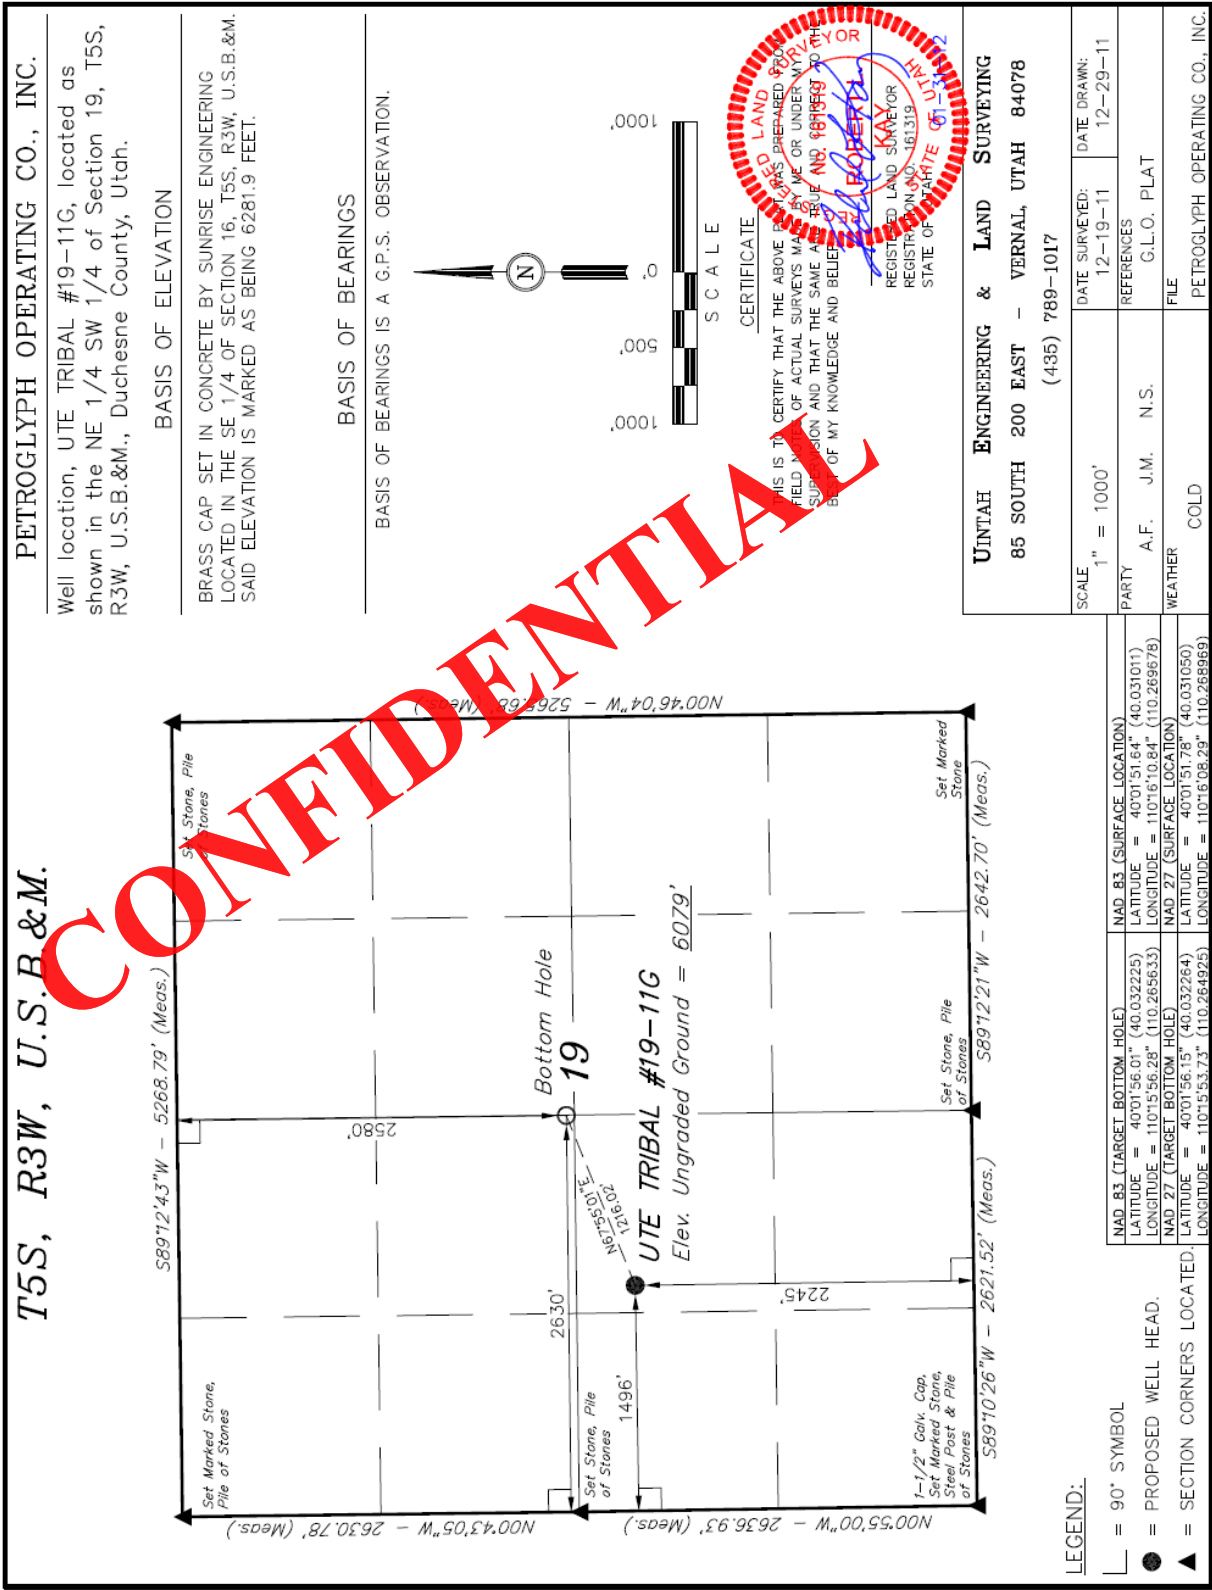 T5S, R3W, U.S.B.&M.
S89°12'43"W - 5268.79' (Meas.)
Set Marked Stone,
Pile of Stones
Set Stone, Pile
of Stones
N00°43'05"W - 2630.78' (Meas.)
2580'
N00°46'04"W - 5265.68' (Meas.)
Bottom Hole
19
2630'
N67°55'01"E
1216.02'
Set Stone, Pile
of Stones
1496'
UTE TRIBAL #19-11G
Elev. Ungraded Ground = 6079'
N00°55'00"W - 2636.93' (Meas.)
2245'
1-1/2" Galv. Cap,
Set Marked Stone,
Steel Post & Pile
of Stones
Set Stone, Pile
of Stones
Set Marked
Stone
S89°10'26"W - 2621.52' (Meas.)
S89°12'21"W - 2642.70' (Meas.)
CONFIDENTIAL
LEGEND:
= 90° SYMBOL
= PROPOSED WELL HEAD.
= SECTION CORNERS LOCATED.
NAD 83 (TARGET BOTTOM HOLE)
LATITUDE = 40°01'56.01" (40.032225)
LONGITUDE = 110°15'56.28" (110.265633)
NAD 27 (TARGET BOTTOM HOLE)
LATITUDE = 40°01'56.15" (40.032264)
LONGITUDE = 110°15'53.73" (110.264925)
NAD 83 (SURFACE LOCATION)
LATITUDE = 40°01'51.64" (40.031011)
LONGITUDE = 110°16'10.84" (110.269678)
NAD 27 (SURFACE LOCATION)
LATITUDE = 40°01'51.78" (40.031050)
LONGITUDE = 110°16'08.29" (110.268969)
PETROGLYPH OPERATING CO., INC.
Well location, UTE TRIBAL #19-11G, located as
shown in the NE 1/4 SW 1/4 of Section 19, T5S,
R3W, U.S.B.&M., Duchesne County, Utah.
BASIS OF ELEVATION
BRASS CAP SET IN CONCRETE BY SUNRISE ENGINEERING
LOCATED IN THE SE 1/4 OF SECTION 16, T5S, R3W, U.S.B.&M.
SAID ELEVATION IS MARKED AS BEING 6281.9 FEET.
BASIS OF BEARINGS
BASIS OF BEARINGS IS A G.P.S. OBSERVATION.
N
1000' 500' 0' 1000'
SCALE
CERTIFICATE
THIS IS TO CERTIFY THAT THE ABOVE PLAT WAS PREPARED FROM
FIELD NOTES OF ACTUAL SURVEYS MADE BY ME OR UNDER MY
SUPERVISION AND THAT THE SAME ARE TRUE AND CORRECT TO THE
BEST OF MY KNOWLEDGE AND BELIEF
REGISTERED LAND SURVEYOR
No. 161319
ROBERT L.
KAY
STATE OF UTAH
01-31-12
REGISTERED LAND SURVEYOR
REGISTRATION NO. 161319
STATE OF UTAH
UINTAH ENGINEERING & LAND SURVEYING
85 SOUTH 200 EAST - VERNAL, UTAH 84078
(435) 789-1017
SCALE
1" = 1000'
DATE SURVEYED:
12-19-11
DATE DRAWN:
12-29-11
PARTY
A.F. J.M. N.S.
REFERENCES
G.L.O. PLAT
WEATHER
COLD
FILE
PETROGLYPH OPERATING CO., INC.